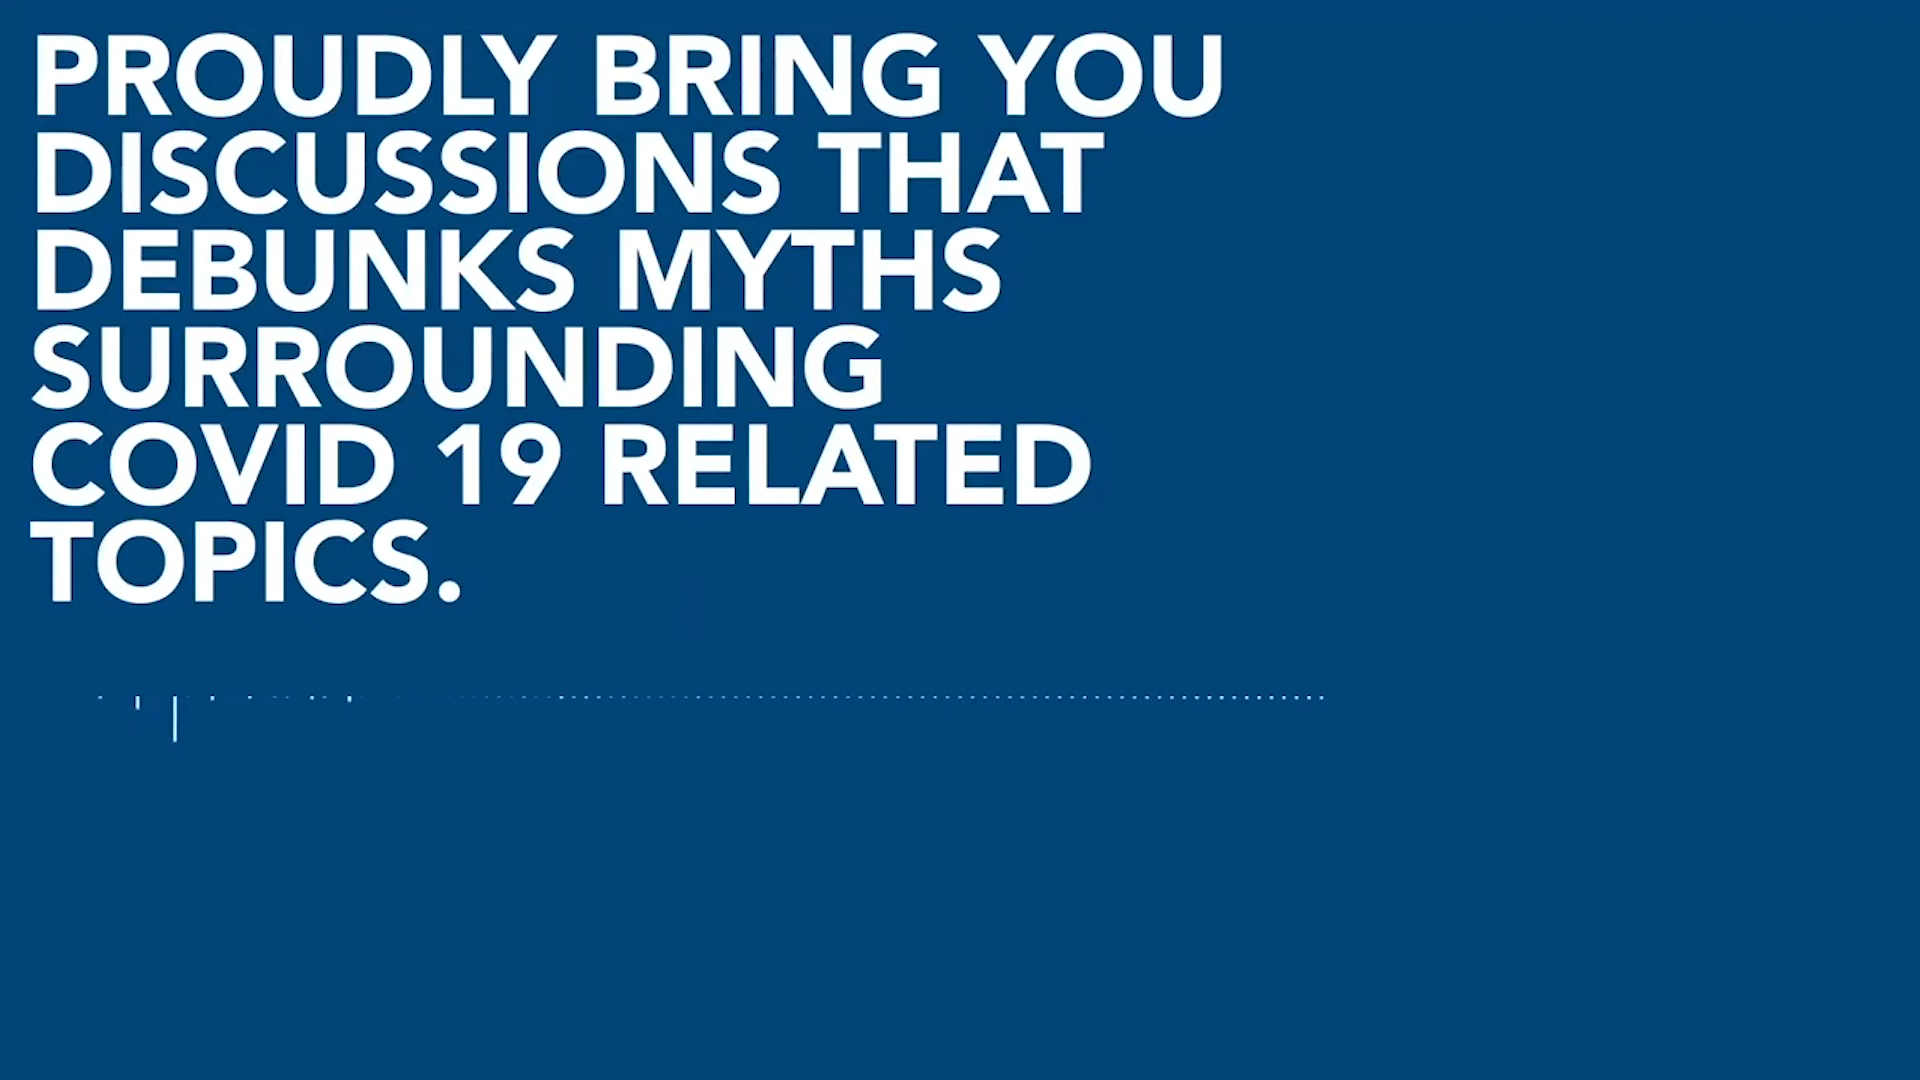 PROUDLY BRING YOU
DISCUSSIONS THAT
DEBUNKS MYTHS
SURROUNDING
COVID 19 RELATED
TOPICS.